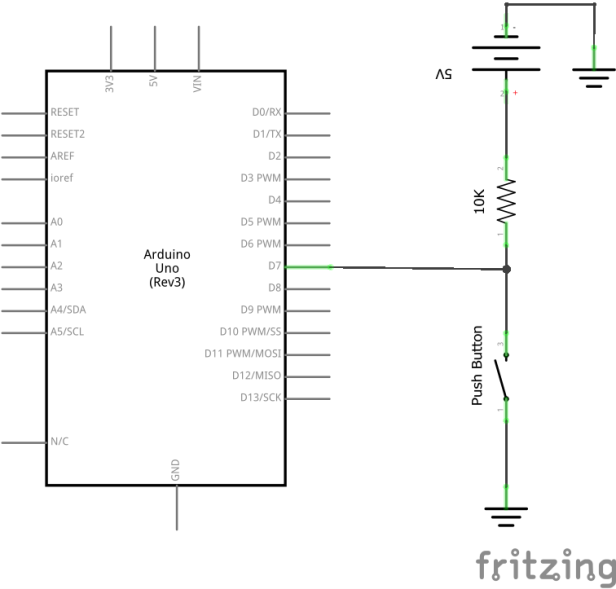 3V3
5V
VIN
RESET
RESET2
AREF
ioref
A0
A1
A2
A3
A4/SDA
A5/SCL
N/C
Arduino
Uno
(Rev3)
D0/RX
D1/TX
D2
D3 PWM
D4
D5 PWM
D6 PWM
D7
D8
D9 PWM
D10 PWM/SS
D11 PWM/MOSI
D12/MISO
D13/SCK
GND
1 -
5V
2 +
2
10K
1
3
Push Button
1
fritzing